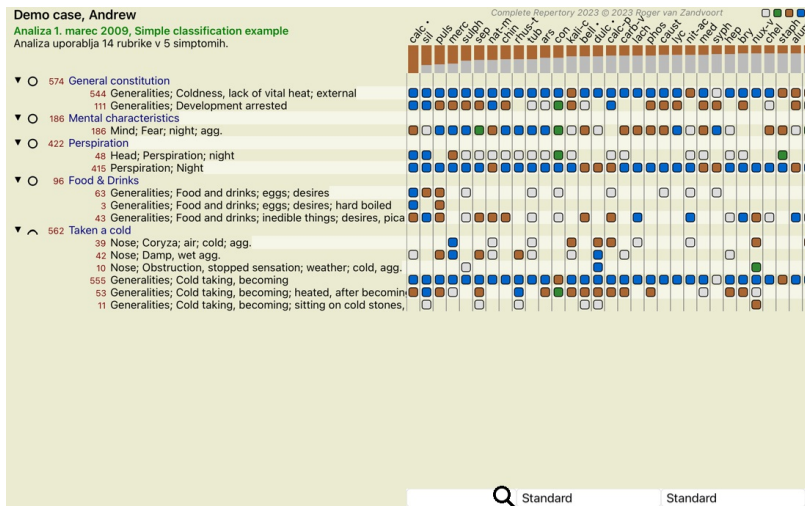 Demo case, Andrew
Complete Repertory 2023 © 2023 Roger van Zandvoort
Analiza 1. marec 2009, Simple classification example
Analiza uporablja 14 rubrike v 5 simptomih.
calc • sil puls merc sulph sep nat-m chin rhus-t tub ars con kali-c bell • dulc • calc-p carb-v lach phos caust lyc nit-ac med syph hep bry nux-v chel staph alum
574 General constitution
544 Generalities; Coldness, lack of vital heat; external
111 Generalities; Development arrested
186 Mental characteristics
186 Mind; Fear; night; agg.
422 Perspiration
48 Head; Perspiration; night
415 Perspiration; Night
96 Food & Drinks
63 Generalities; Food and drinks; eggs; desires
3 Generalities; Food and drinks; eggs; desires; hard boiled
43 Generalities; Food and drinks; inedible things; desires, pica
562 Taken a cold
39 Nose; Coryza; air; cold; agg.
42 Nose; Damp, wet agg.
10 Nose; Obstruction, stopped sensation; weather; cold, agg.
555 Generalities; Cold taking, becoming
53 Generalities; Cold taking, becoming; heated, after becomin
11 Generalities; Cold taking, becoming; sitting on cold stones,
Standard Standard